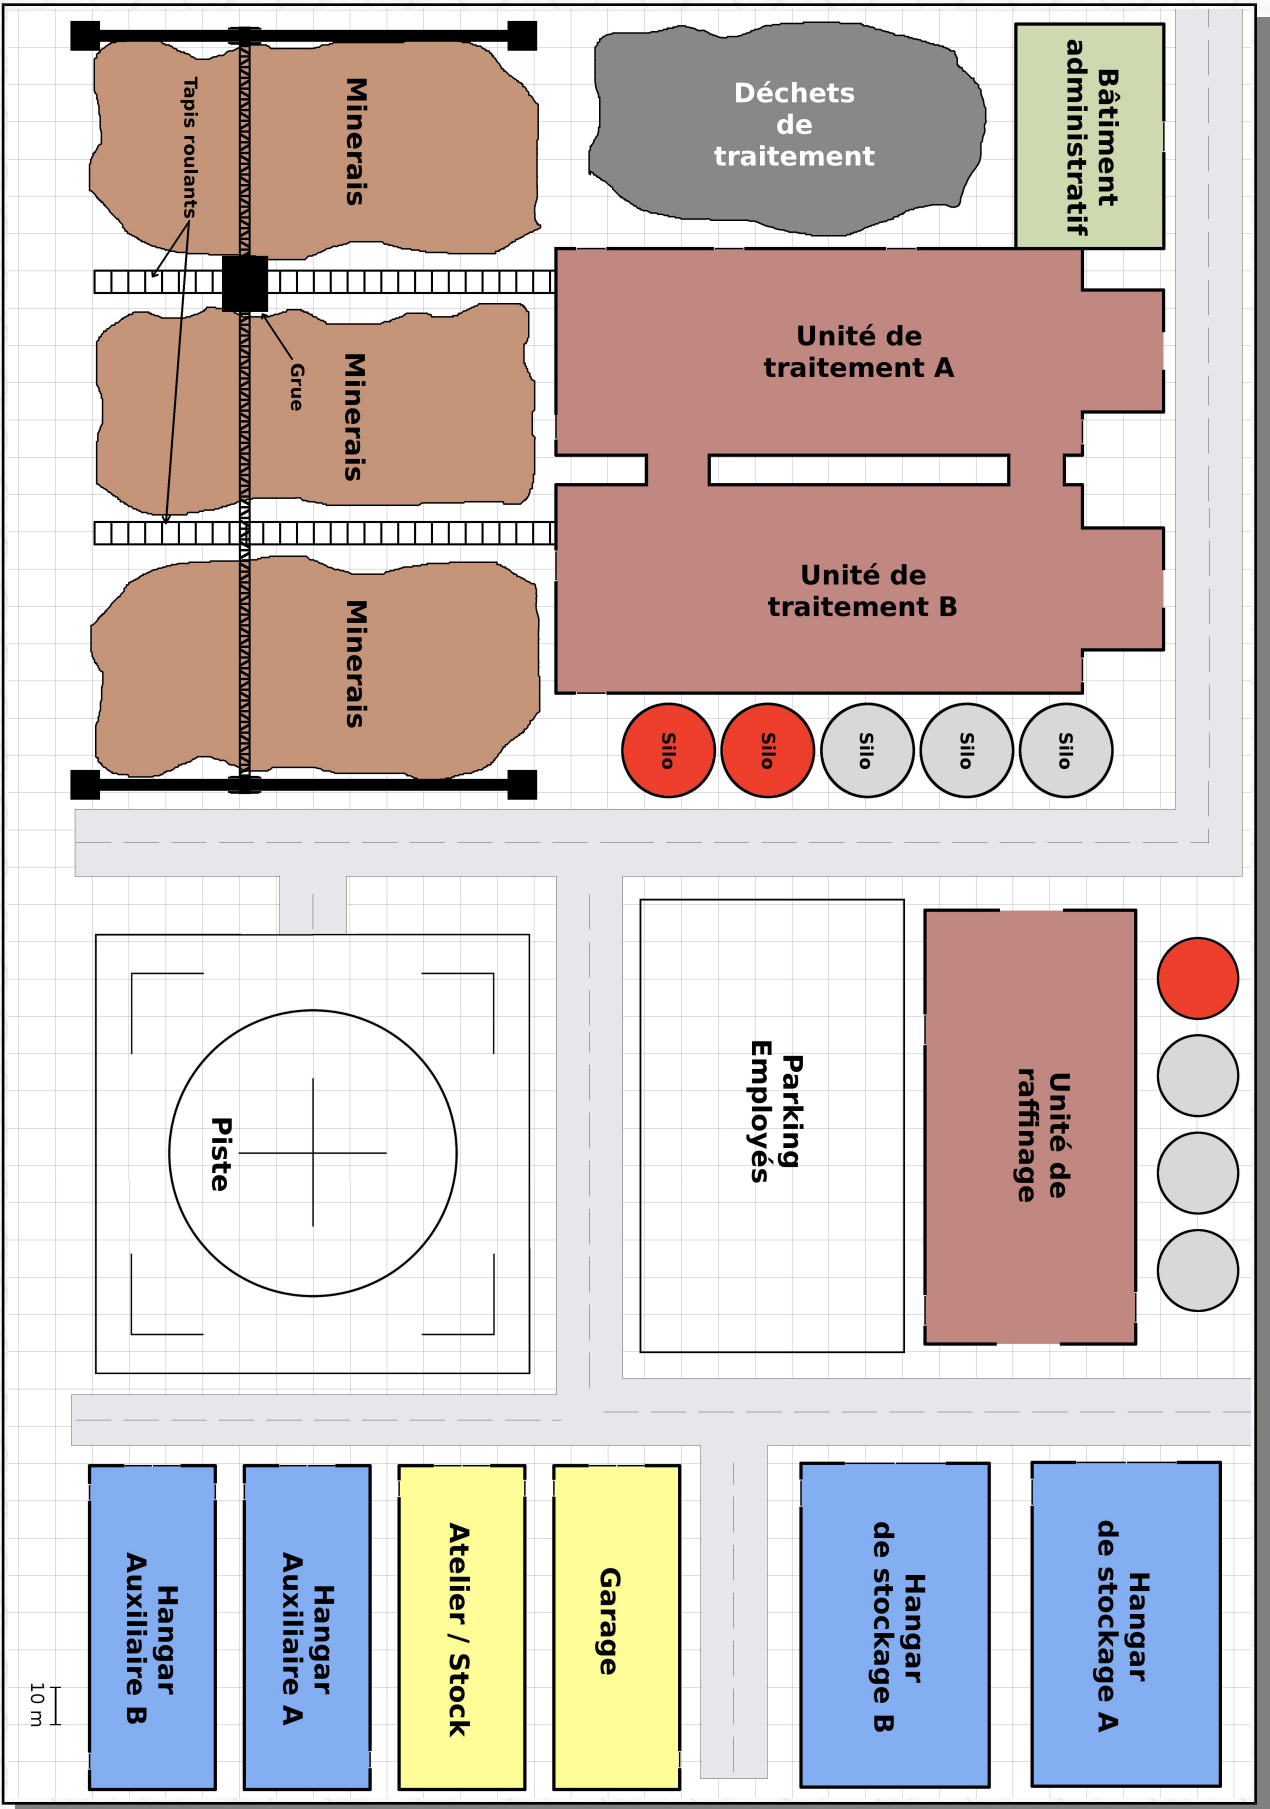 Déchets
de
traitement
Bâtiment
administratif
Minerais
Tapis roulants
Unité de
traitement A
Minerais
Grue
Unité de
traitement B
Minerais
Silo
Silo
Silo
Silo
Silo
Piste
Parking
Employés
Unité de
raffinage
Hangar
Auxiliaire B
Hangar
Auxiliaire A
Atelier / Stock
Garage
Hangar
de stockage B
Hangar
de stockage A
10 m